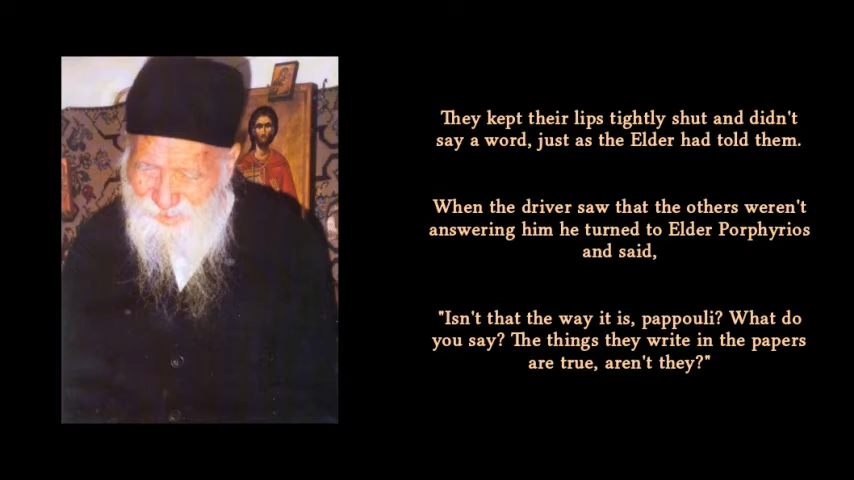 They kept their lips tightly shut and didn't
say a word, just as the Elder had told them.
When the driver saw that the others weren't
answering him he turned to Elder Porphyrios
and said,
"Isn't that the way it is, pappouli? What do
you say? The things they write in the papers
are true, aren't they?"